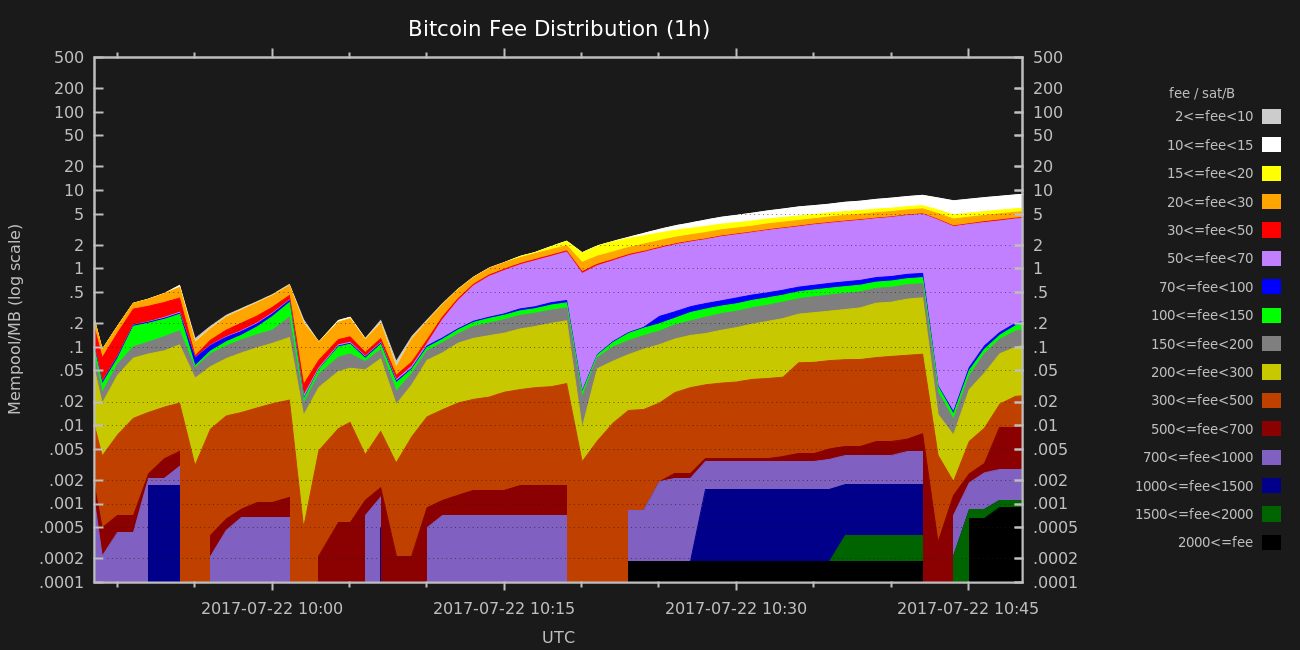 Bitcoin Fee Distribution (1h)
Mempool/MB (log scale)
500
200
100
50
20
10
5
2
1
.5
.2
.1
.05
.02
.01
.005
.002
.001
.0005
.0002
.0001
500
200
100
50
20
10
5
2
1
.5
.2
.1
.05
.02
.01
.005
.002
.001
.0005
.0002
.0001
2017-07-22 10:00 2017-07-22 10:15 2017-07-22 10:30 2017-07-22 10:45
UTC
fee / sat/B
2<=fee<10
10<=fee<15
15<=fee<20
20<=fee<30
30<=fee<50
50<=fee<70
70<=fee<100
100<=fee<150
150<=fee<200
200<=fee<300
300<=fee<500
500<=fee<700
700<=fee<1000
1000<=fee<1500
1500<=fee<2000
2000<=fee